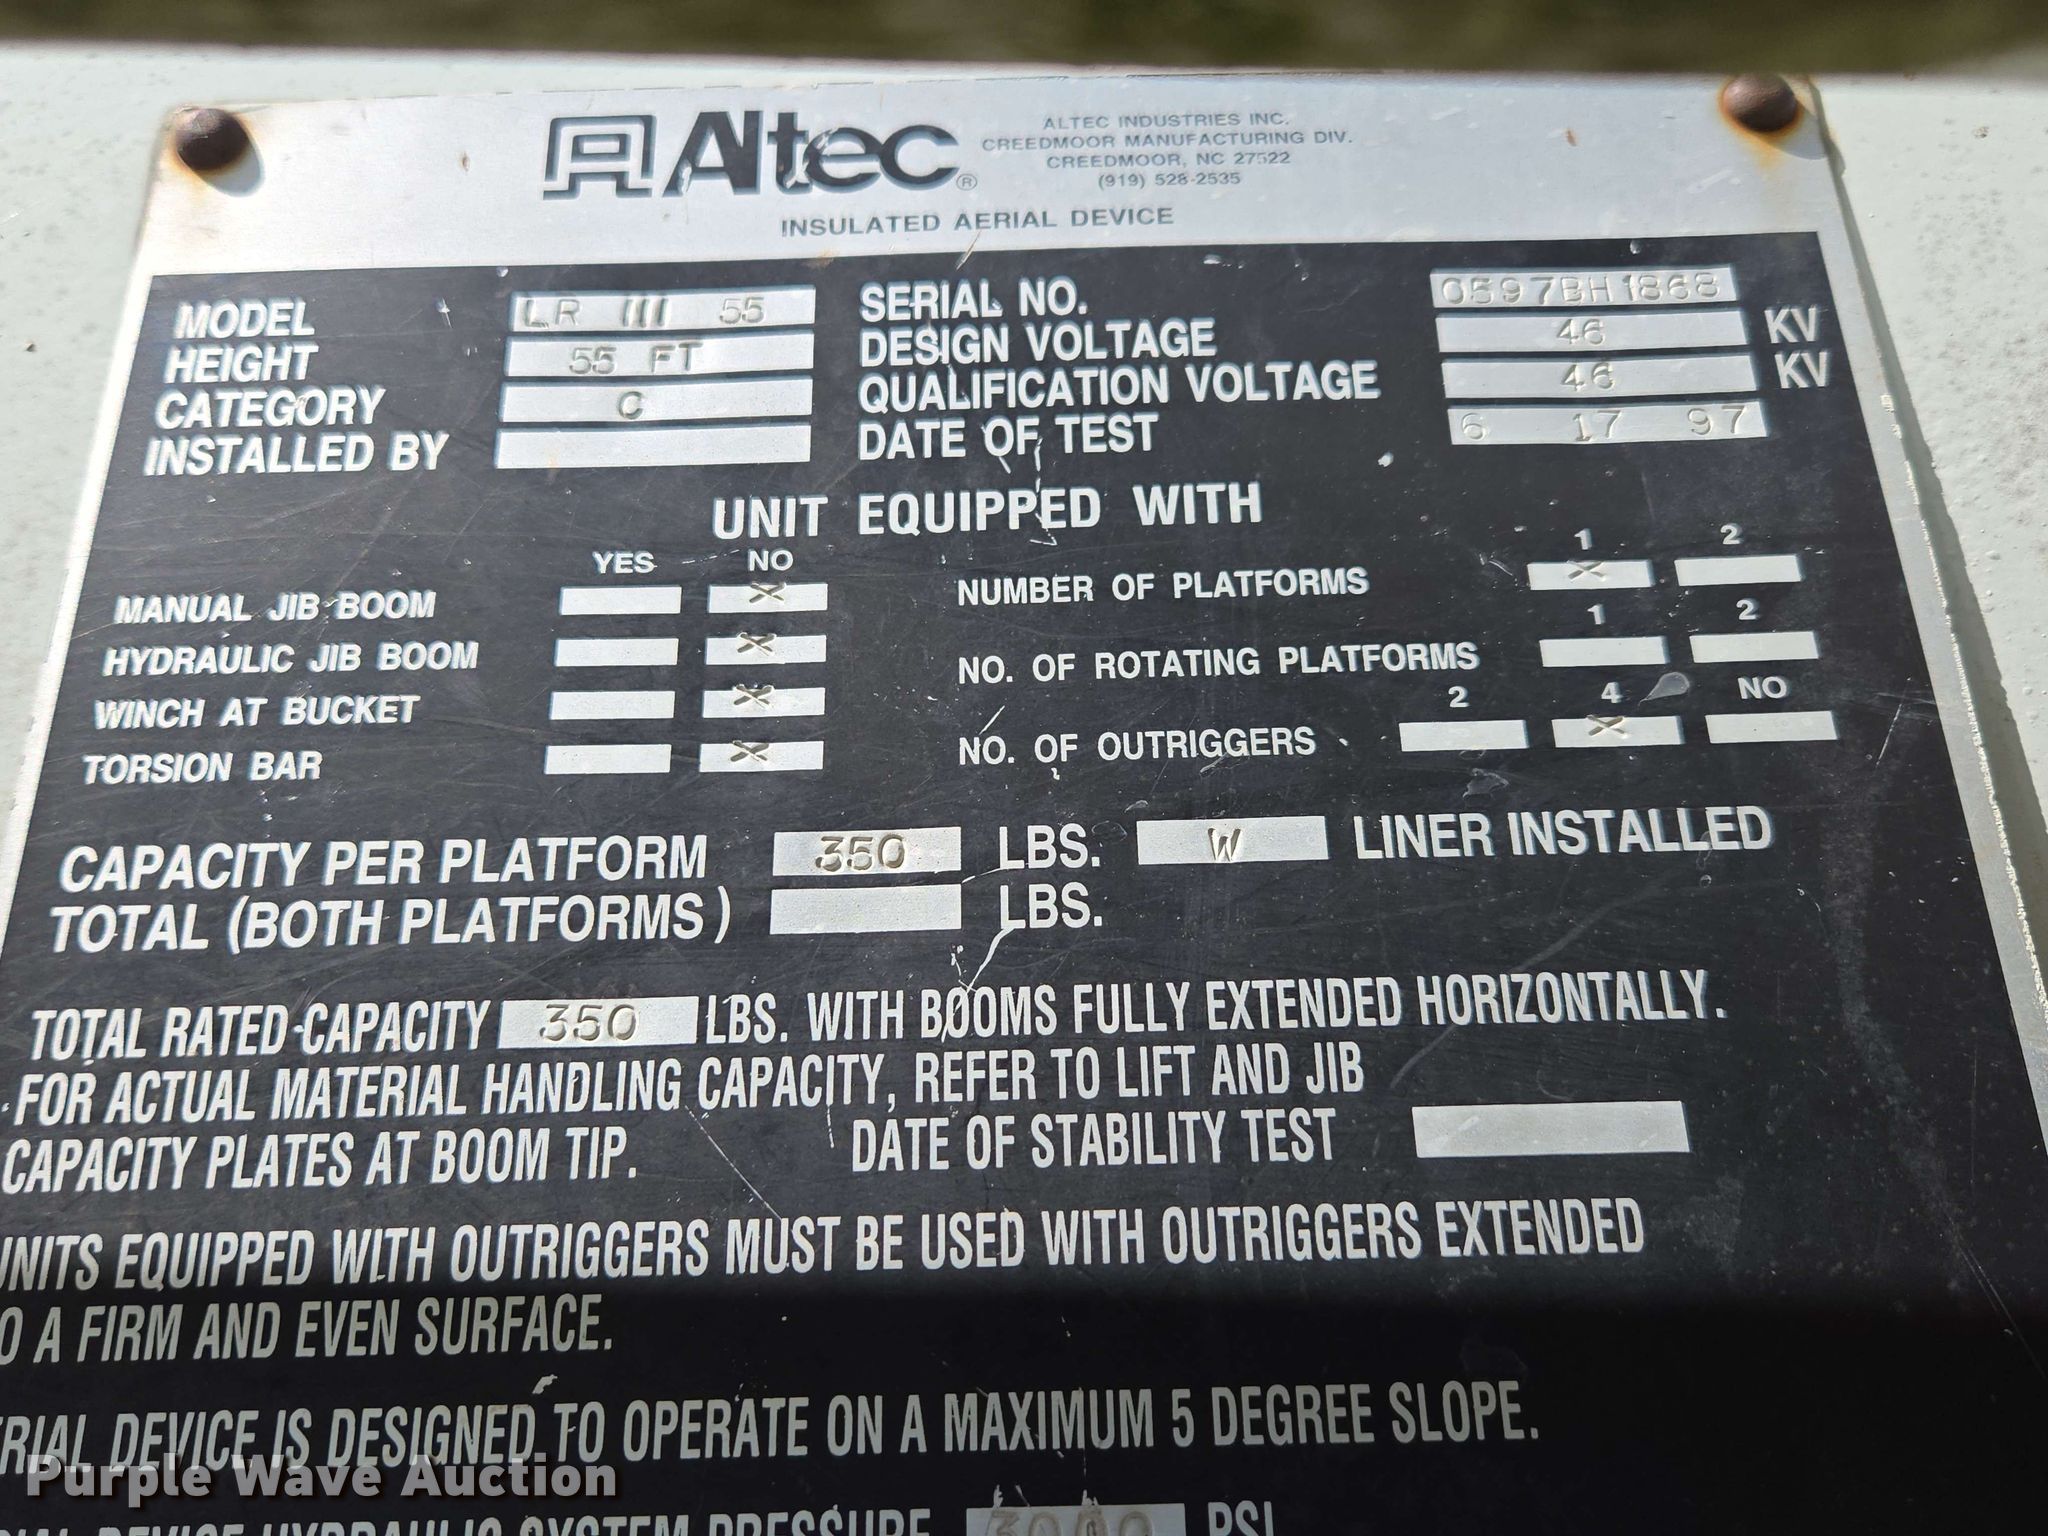 Altec®
ALTEC INDUSTRIES INC.
CREEDMOOR MANUFACTURING DIV.
CREEDMOOR, NC 27522
(919) 528-2535
INSULATED AERIAL DEVICE
MODEL LR III 55
HEIGHT 55 FT
CATEGORY C
INSTALLED BY
SERIAL NO. 0597BH1868
DESIGN VOLTAGE 46 KV
QUALIFICATION VOLTAGE 46 KV
DATE OF TEST 6 17 97
UNIT EQUIPPED WITH
YES NO
MANUAL JIB BOOM X
HYDRAULIC JIB BOOM X
WINCH AT BUCKET X
TORSION BAR X
1 2
NUMBER OF PLATFORMS X
1 2
NO. OF ROTATING PLATFORMS
2 4 NO
NO. OF OUTRIGGERS X
CAPACITY PER PLATFORM 350 LBS. W LINER INSTALLED
TOTAL (BOTH PLATFORMS) LBS.
TOTAL RATED CAPACITY 350 LBS. WITH BOOMS FULLY EXTENDED HORIZONTALLY.
FOR ACTUAL MATERIAL HANDLING CAPACITY, REFER TO LIFT AND JIB
CAPACITY PLATES AT BOOM TIP. DATE OF STABILITY TEST
UNITS EQUIPPED WITH OUTRIGGERS MUST BE USED WITH OUTRIGGERS EXTENDED
O A FIRM AND EVEN SURFACE.
ERIAL DEVICE IS DESIGNED TO OPERATE ON A MAXIMUM 5 DEGREE SLOPE.
Purple Wave Auction
DEVICE HYDRAULIC SYSTEM PRESSURE 3000 PSI